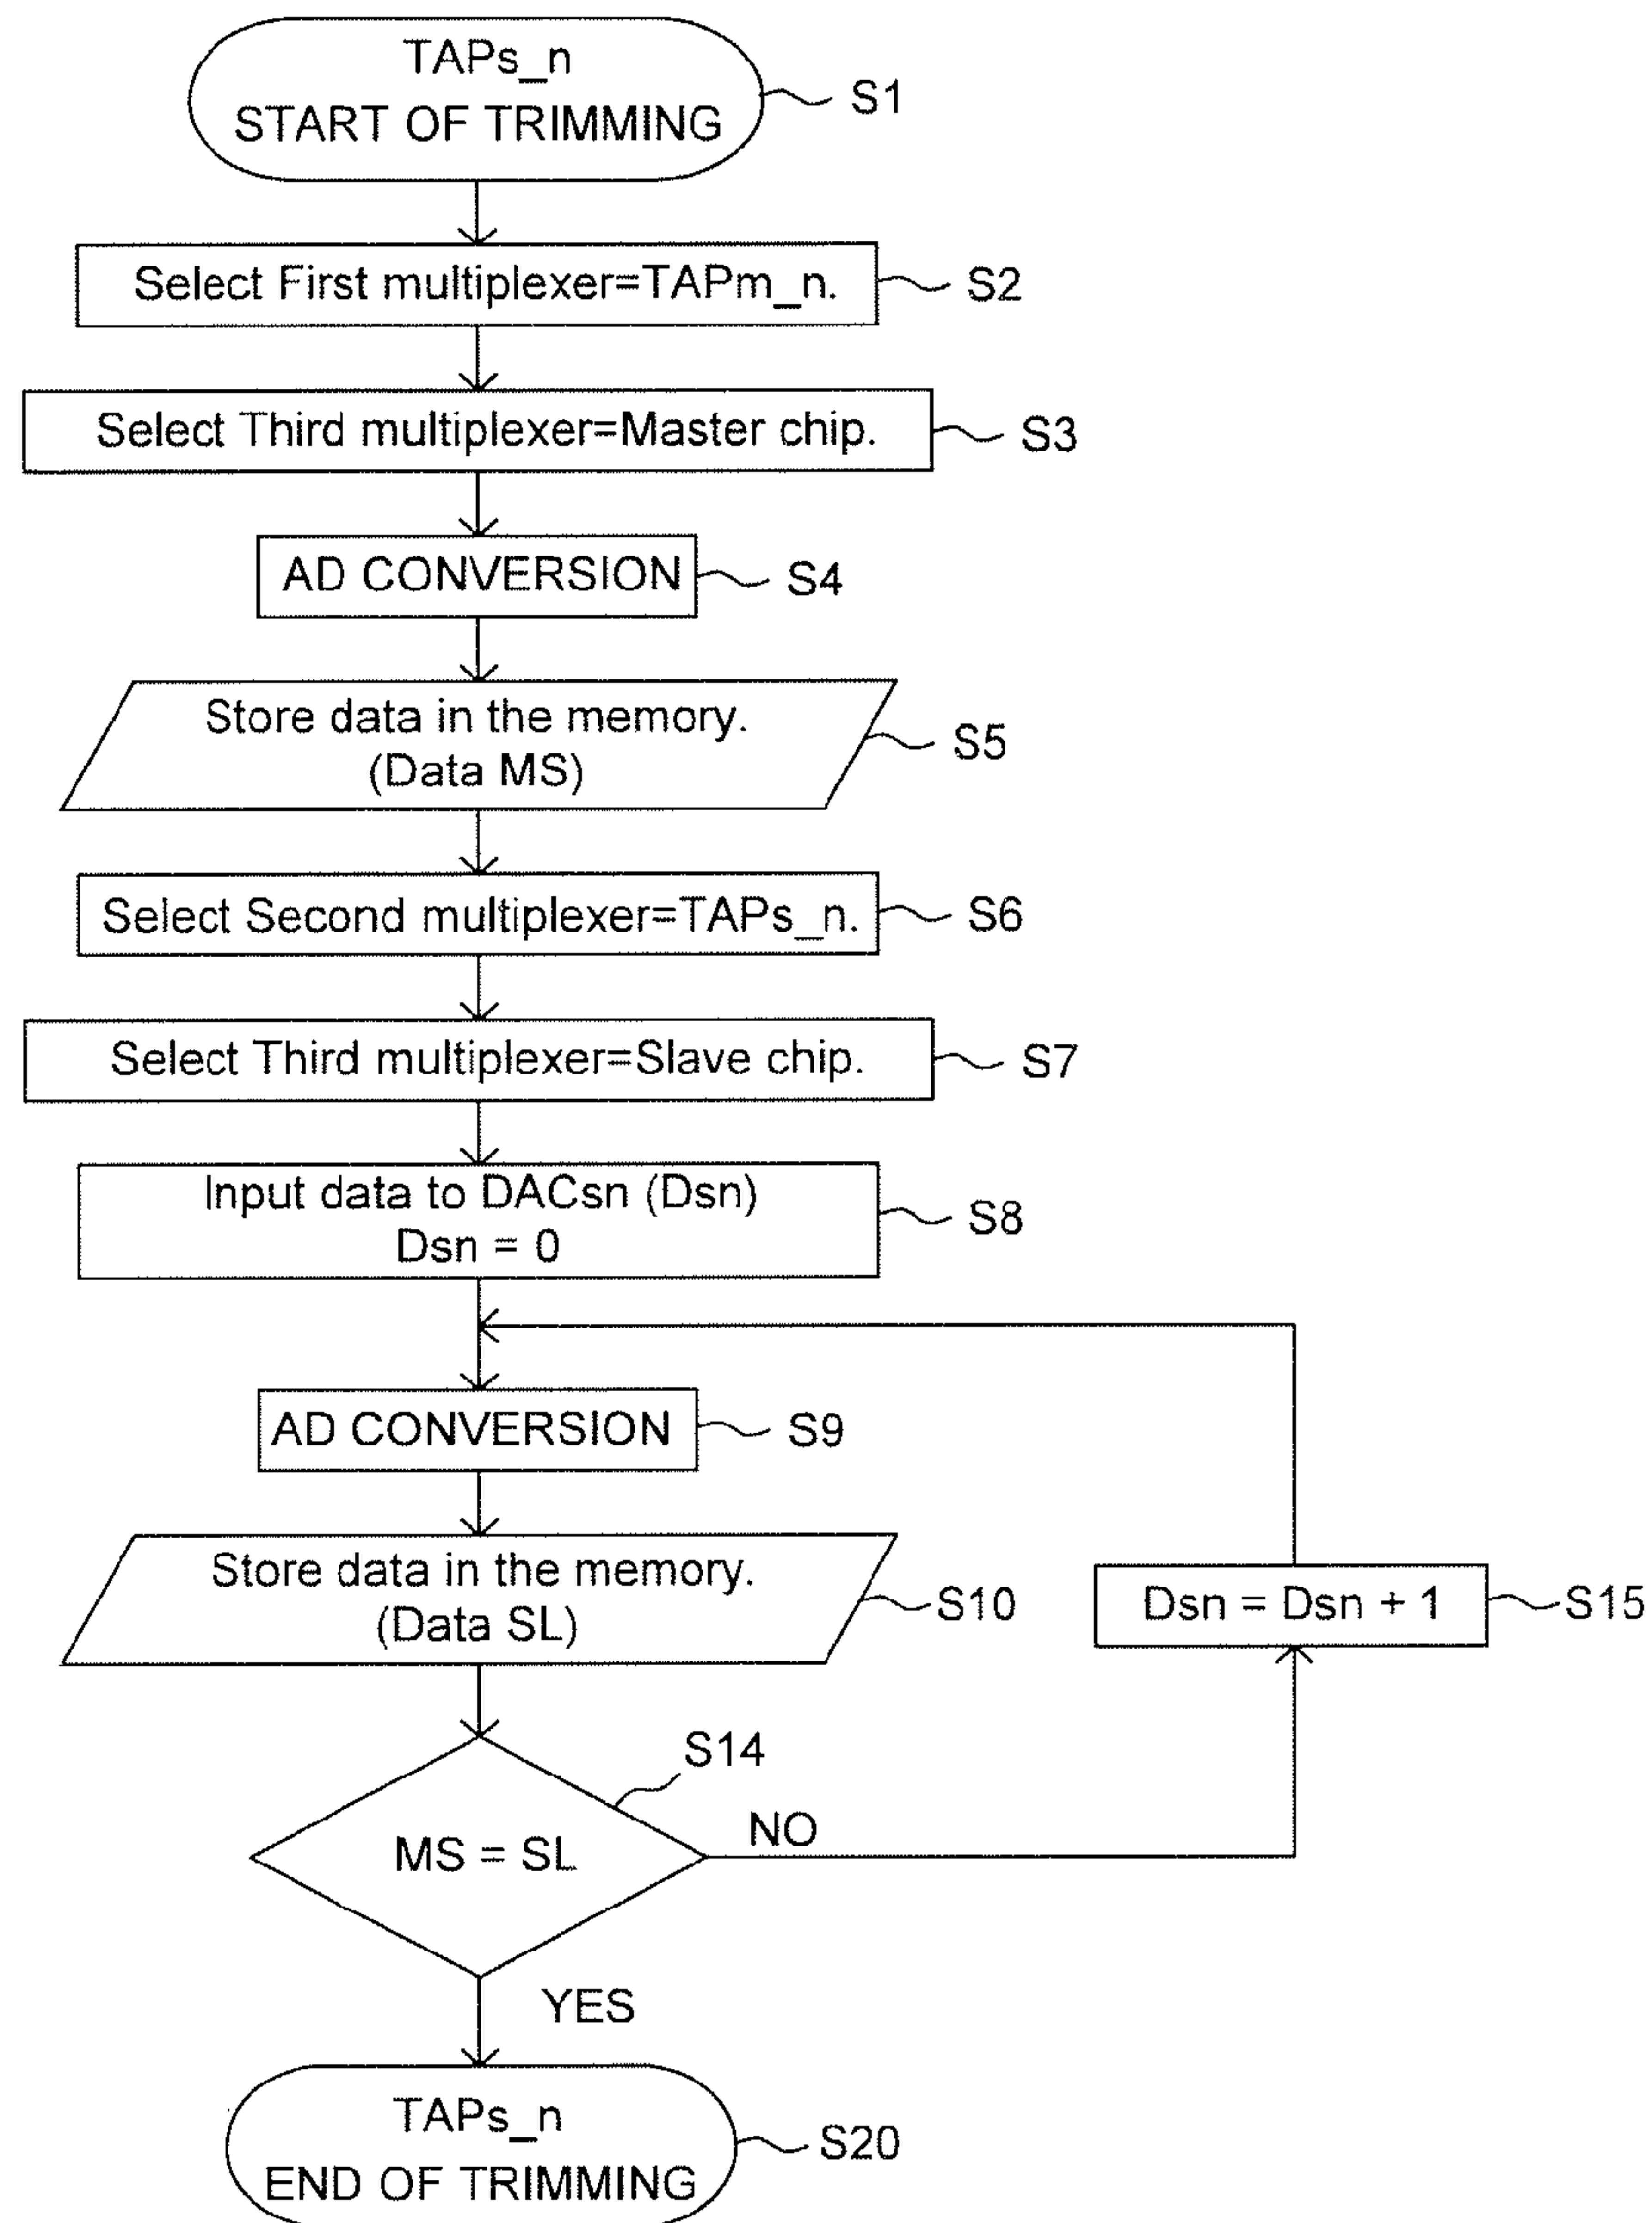 TAPs_n
START OF TRIMMING
S1
Select First multiplexer=TAPm_n.
S2
Select Third multiplexer=Master chip.
S3
AD CONVERSION
S4
Store data in the memory.
(Data MS)
S5
Select Second multiplexer=TAPs_n.
S6
Select Third multiplexer=Slave chip.
S7
Input data to DACsn (Dsn)
Dsn = 0
S8
AD CONVERSION
S9
Store data in the memory.
(Data SL)
S10
Dsn = Dsn + 1
S15
S14
MS = SL
NO
YES
TAPs_n
END OF TRIMMING
S20